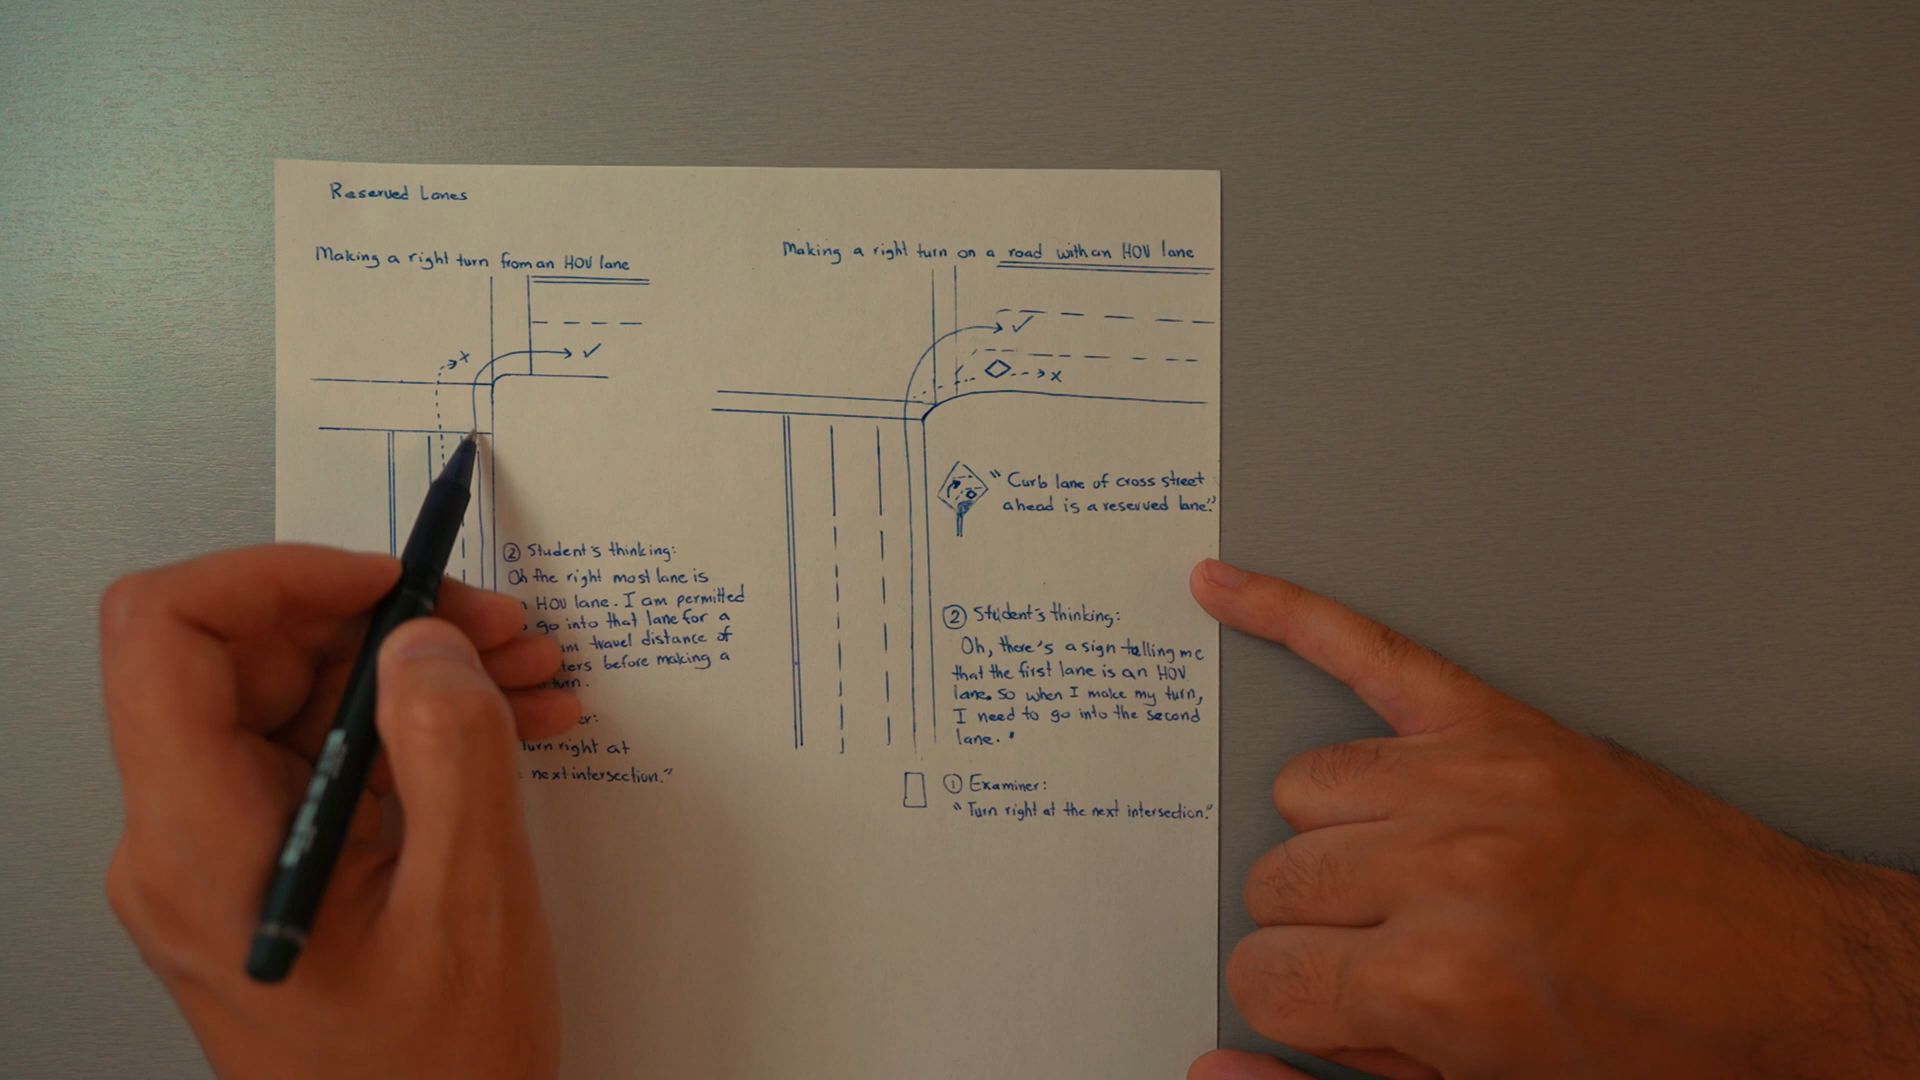 Reserved Lanes
Making a right turn from an HOV lane
② Student's thinking:
Oh the right most lane is
HOV lane. I am permitted
go into that lane for a
travel distance of
before making a
turn.
Turn right at
next intersection."
Making a right turn on a road with an HOV lane
"Curb lane of cross street
ahead is a reserved lane."
② Student's thinking:
Oh, there's a sign telling me
that the first lane is an HOV
lane. So when I make my turn,
I need to go into the second
lane."
① Examiner:
"Turn right at the next intersection."